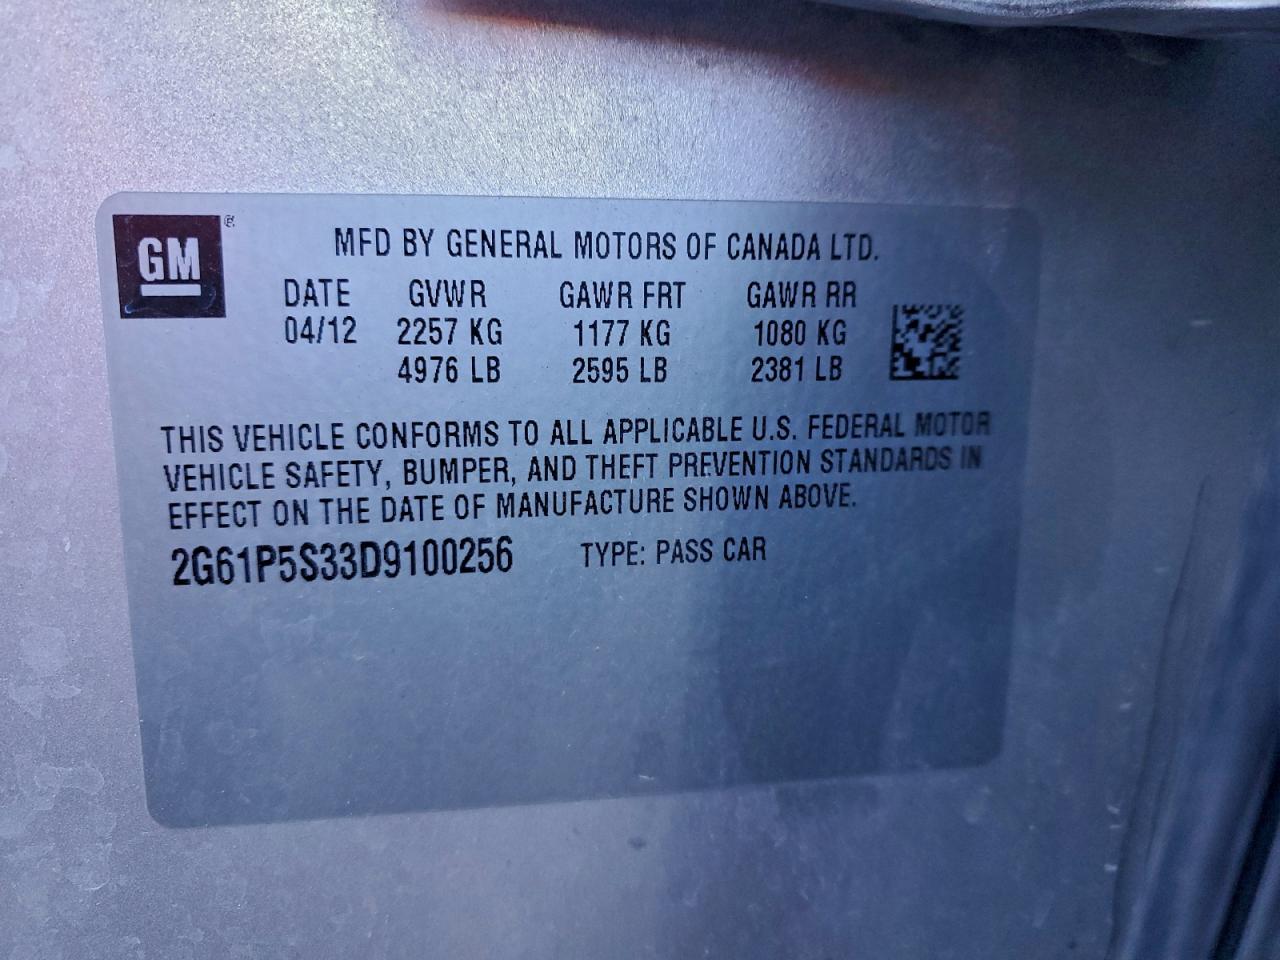 GM ®
MFD BY GENERAL MOTORS OF CANADA LTD.
DATE GVWR GAWR FRT GAWR RR
04/12 2257 KG 1177 KG 1080 KG
4976 LB 2595 LB 2381 LB
THIS VEHICLE CONFORMS TO ALL APPLICABLE U.S. FEDERAL MOTOR
VEHICLE SAFETY, BUMPER, AND THEFT PREVENTION STANDARDS IN
EFFECT ON THE DATE OF MANUFACTURE SHOWN ABOVE.
2G61P5S33D9100256 TYPE: PASS CAR